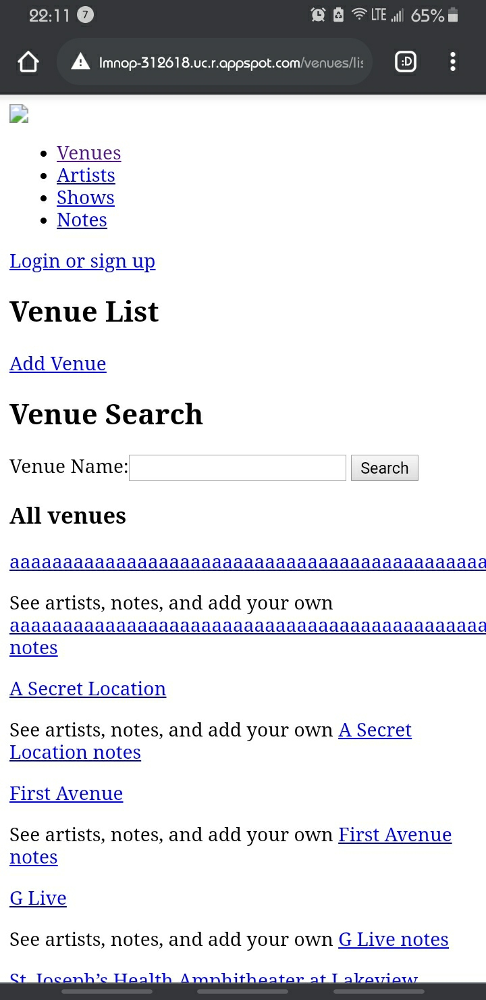 22:11 7 LTE 65%
lmnop-312618.uc.r.appspot.com/venues/lis
:D
Venues
Artists
Shows
Notes
Login or sign up
Venue List
Add Venue
Venue Search
Venue Name: Search
All venues
aaaaaaaaaaaaaaaaaaaaaaaaaaaaaaaaaaaaaaaaaaaaa
See artists, notes, and add your own
aaaaaaaaaaaaaaaaaaaaaaaaaaaaaaaaaaaaaaaaaaaaa
notes
A Secret Location
See artists, notes, and add your own A Secret
Location notes
First Avenue
See artists, notes, and add your own First Avenue
notes
G Live
See artists, notes, and add your own G Live notes
St. Joseph’s Health Amphitheater at Lakeview